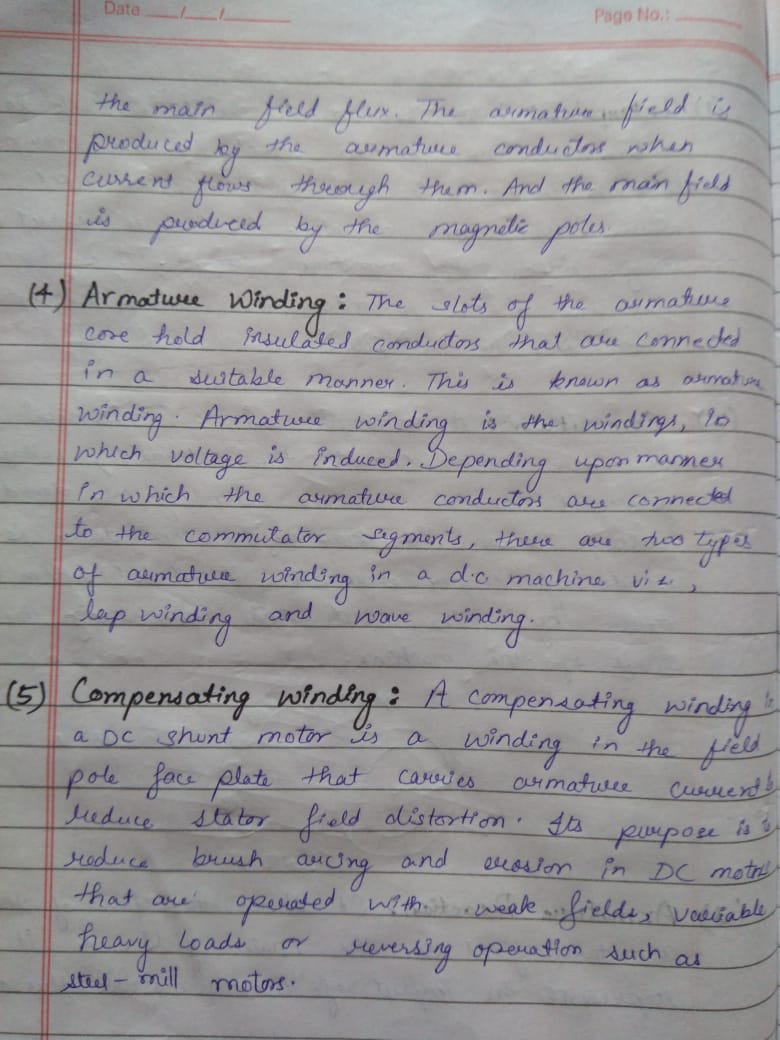 Date / /
Page No.:
the main field flux. The armature field is
produced by the armature conductors when
current flows through them. And the main field
is produced by the magnetic poles.
(4) Armature Winding : The slots of the armature
core hold insulated conductors that are connected
in a suitable manner. This is known as armature
winding. Armature winding is the windings, in
which voltage is induced. Depending upon manner
in which the armature conductors are connected
to the commutator segments, there are two types
of armature winding in a d.c machine viz,
lap winding and wave winding.
(5) Compensating winding : A compensating winding in
a DC shunt motor is a winding in the field
pole face plate that carries armature current
reduce stator field distortion. Its purpose is to
reduce brush arcing and erosion in DC motors
that are operated with weak fields, variable
heavy loads or reversing operation such as
steel-mill motors.